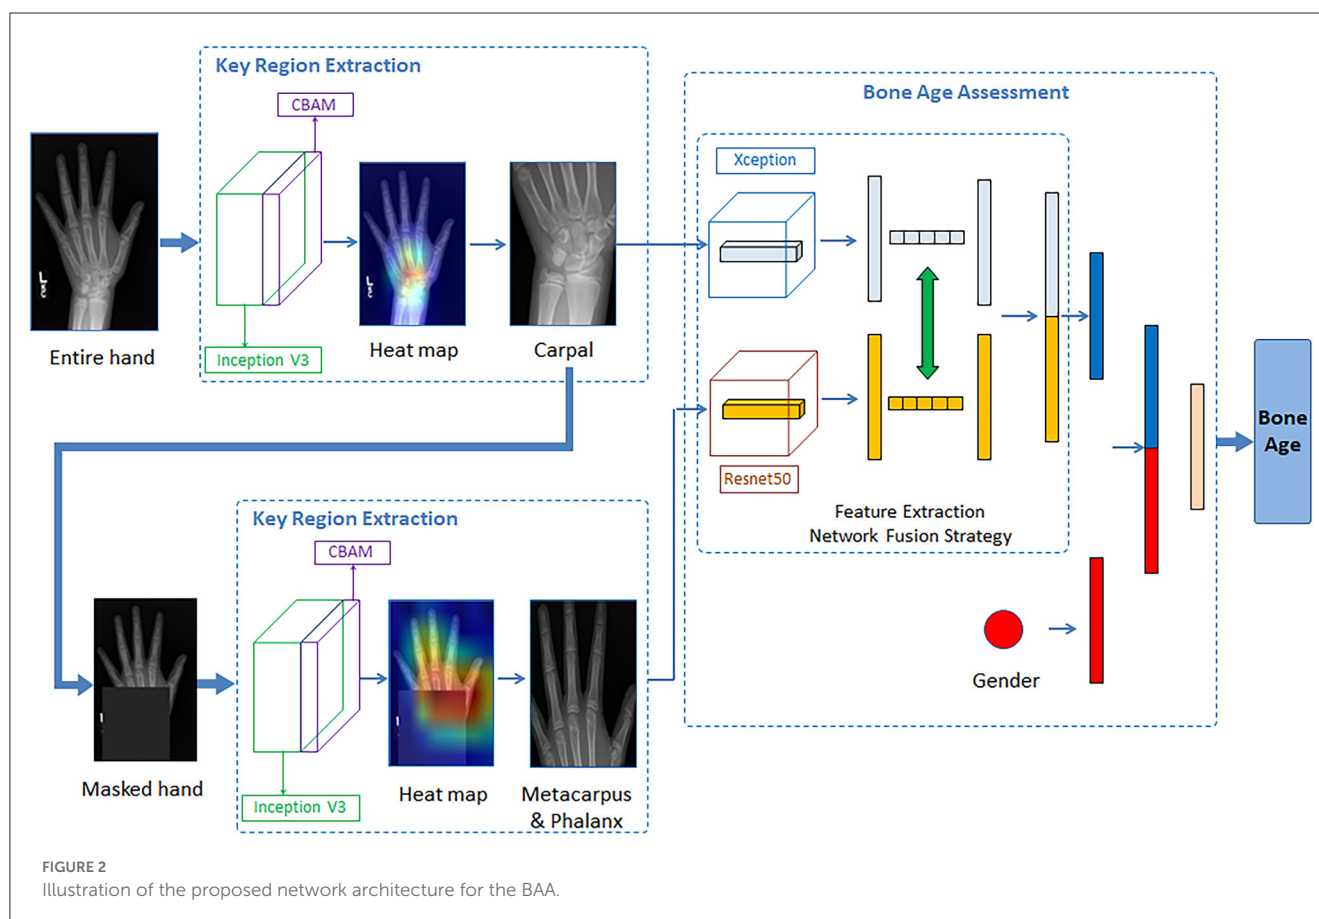 Key Region Extraction
CBAM
Inception V3
Entire hand
Heat map
Carpal
Bone Age Assessment
Xception
Resnet50
Feature Extraction
Network Fusion Strategy
Gender
Bone
Age
Key Region Extraction
CBAM
Inception V3
Masked hand
Heat map
Metacarpus
& Phalanx
FIGURE 2
Illustration of the proposed network architecture for the BAA.